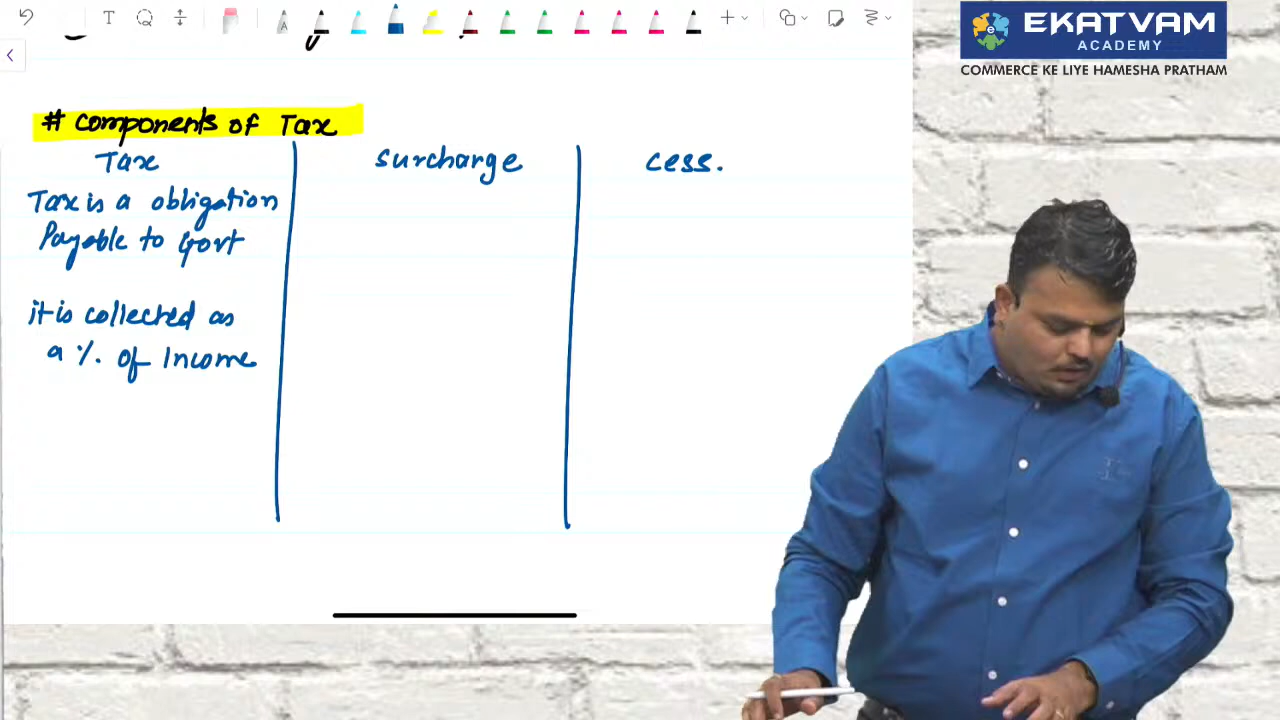 EKATVAM
ACADEMY
COMMERCE KE LIYE HAMESHA PRATHAM
# Components of Tax
Tax
Tax is a obligation
Payable to Govt
it is collected as
a %. of Income
surcharge
cess.